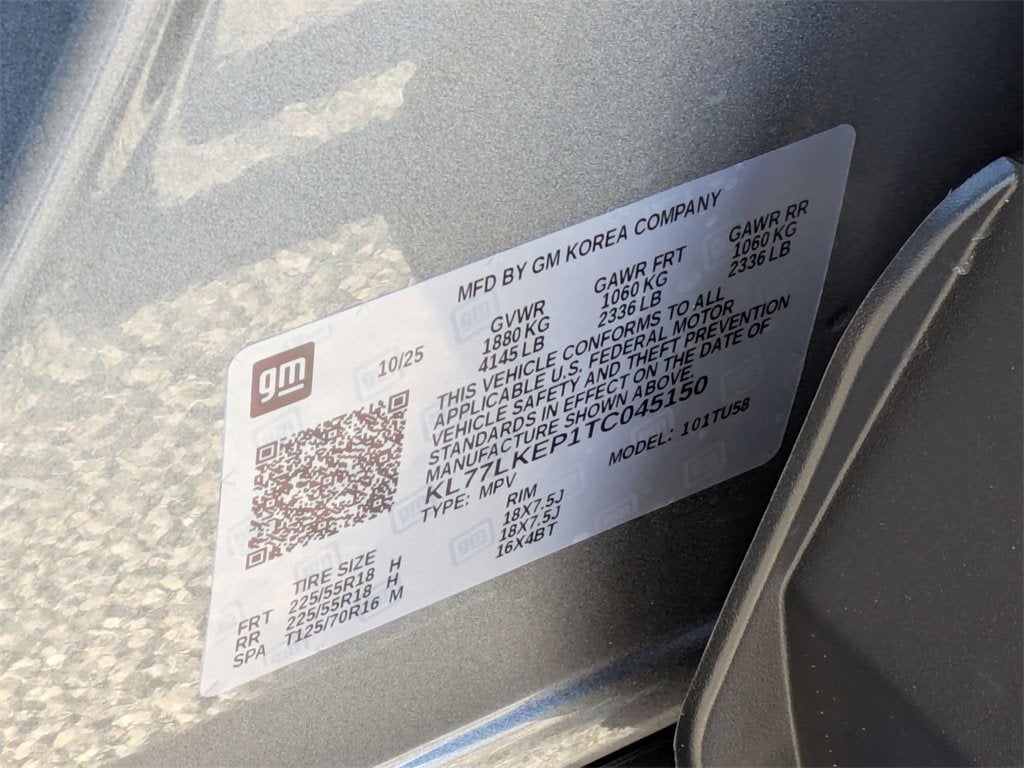 MFD BY GM KOREA COMPANY
gm
10/25
GVWR GAWR FRT GAWR RR
1880 KG 1060 KG 1060 KG
4145 LB 2336 LB 2336 LB
THIS VEHICLE CONFORMS TO ALL
APPLICABLE U.S. FEDERAL MOTOR
VEHICLE SAFETY AND THEFT PREVENTION
STANDARDS IN EFFECT ON THE DATE OF
MANUFACTURE SHOWN ABOVE.
KL77LKEP1TC045150
TYPE: MPV MODEL: 101TU58
TIRE SIZE RIM
FRT 225/55R18 H 18X7.5J
RR 225/55R18 H 18X7.5J
SPA T125/70R16 M 16X4BT